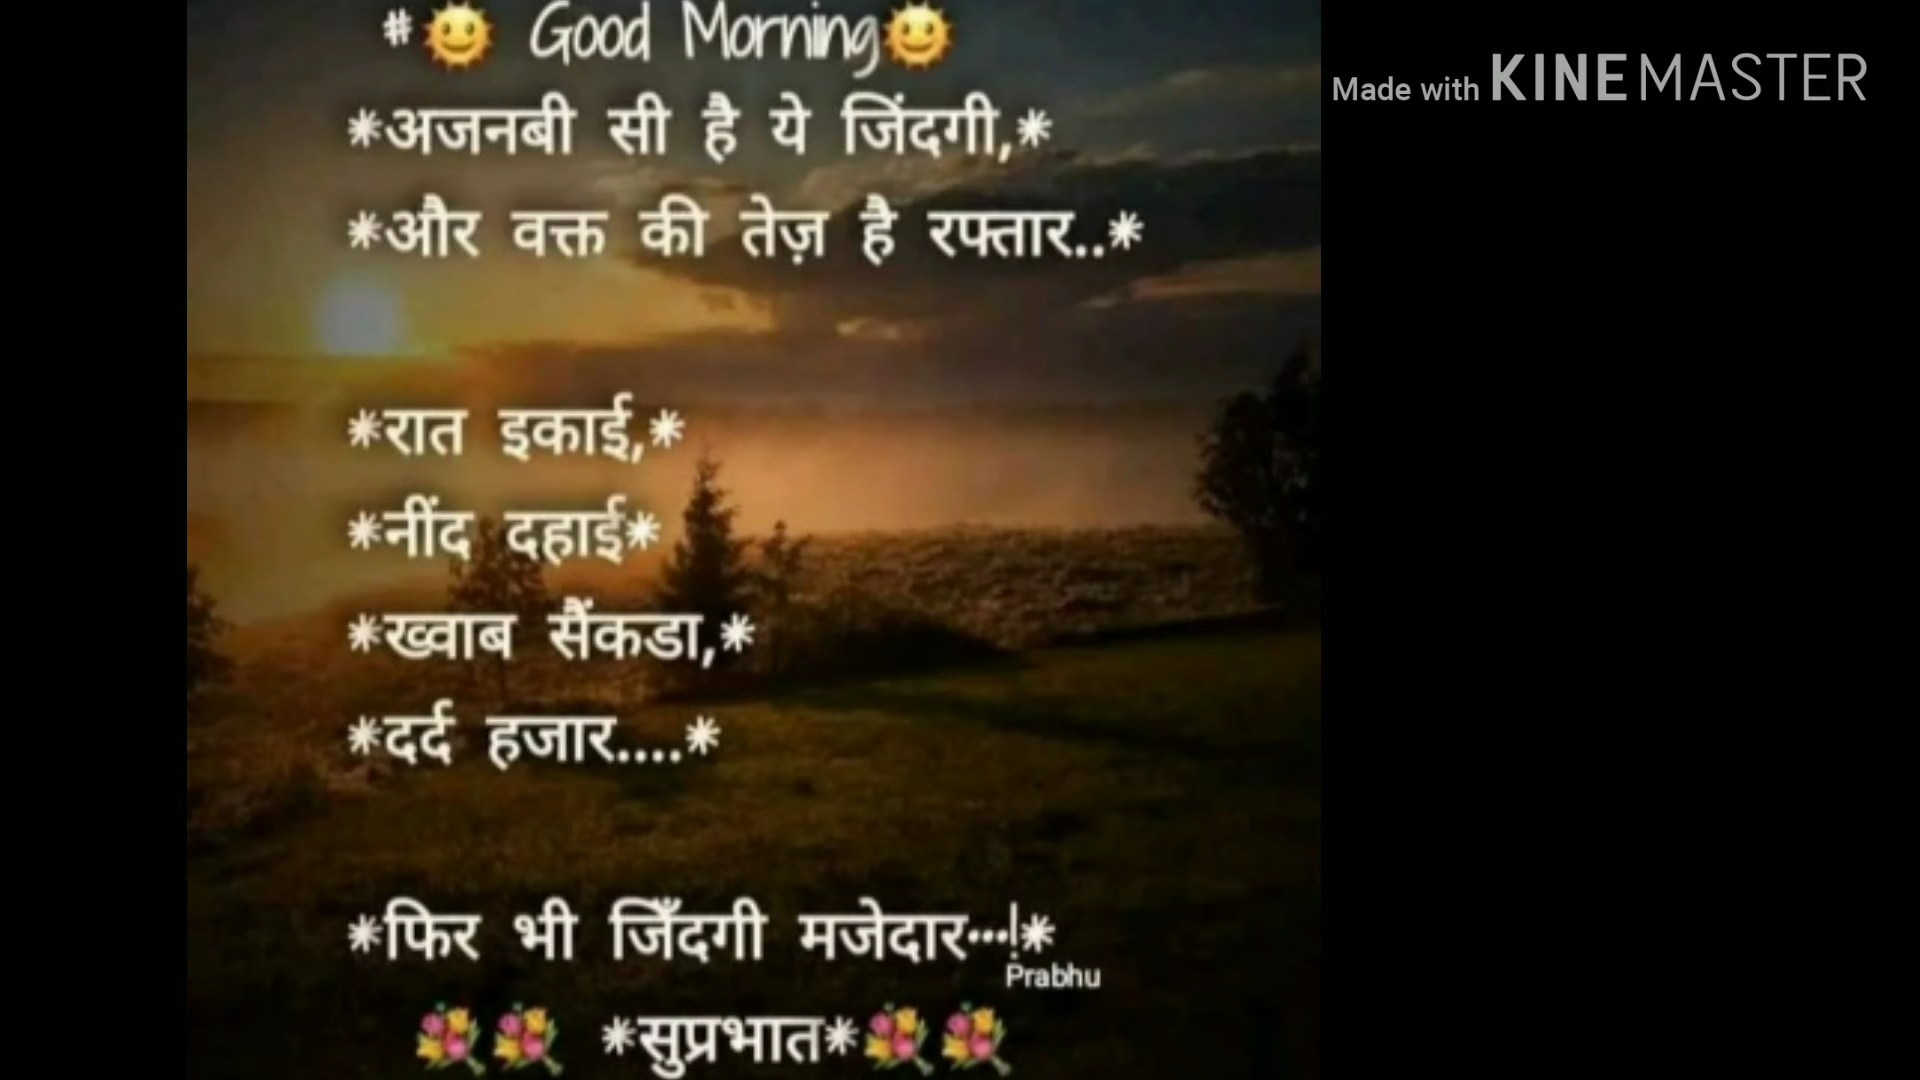 #🌞 Good Morning🌞
*अजनबी सी है ये जिंदगी,*
*और वक्त की तेज़ है रफ्तार..*
*रात इकाई,*
*नींद दहाई*
*ख्वाब सैंकडा,*
*दर्द हजार....*
*फिर भी जिँदगी मजेदार...!*
Prabhu
💐💐 *सुप्रभात*💐💐
Made with KINEMASTER